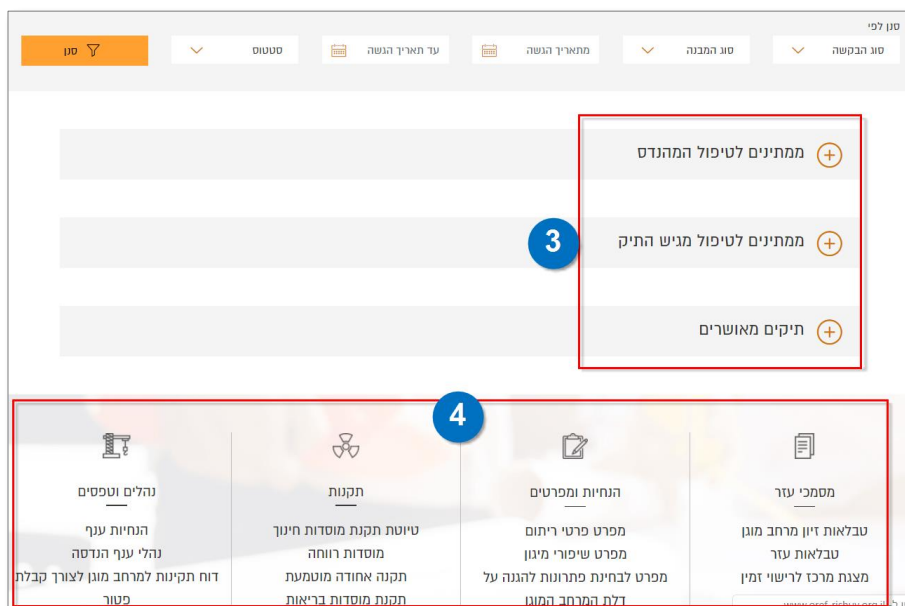 סנן לפי
סוג הבקשה
סוג המבנה
מתאריך הגשה
עד תאריך הגשה
סטטוס
סנן
ממתינים לטיפול המהנדס
3
ממתינים לטיפול מגיש התיק
תיקים מאושרים
4
מסמכי עזר
טבלאות זיון מרחב מוגן
טבלאות עזר
מצגת מרכז לרישוי זמין
הנחיות ומפרטים
מפרט פרטי ריתום
מפרט שיפורי מיגון
מפרט לבחינת פתרונות להגנה על
דלת המרחב המוגן
תקנות
טיוטת תקנת מוסדות חינוך
מוסדות רווחה
תקנה אחודה מוטמעת
תקנת מוסדות בריאות
נהלים וטפסים
הנחיות ענף
נהלי ענף הנדסה
דוח תקינות למרחב מוגן לצורך קבלת
פטור